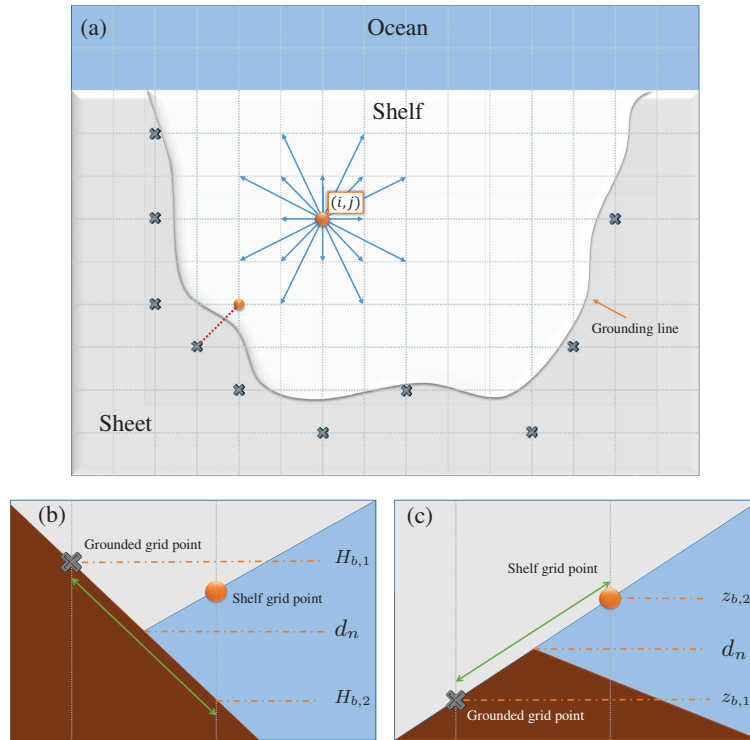 (a)
Ocean
Shelf
(i,j)
Grounding line
Sheet
(b)
Grounded grid point
H_{b,1}
Shelf grid point
d_n
H_{b,2}
(c)
Shelf grid point
z_{b,2}
d_n
z_{b,1}
Grounded grid point